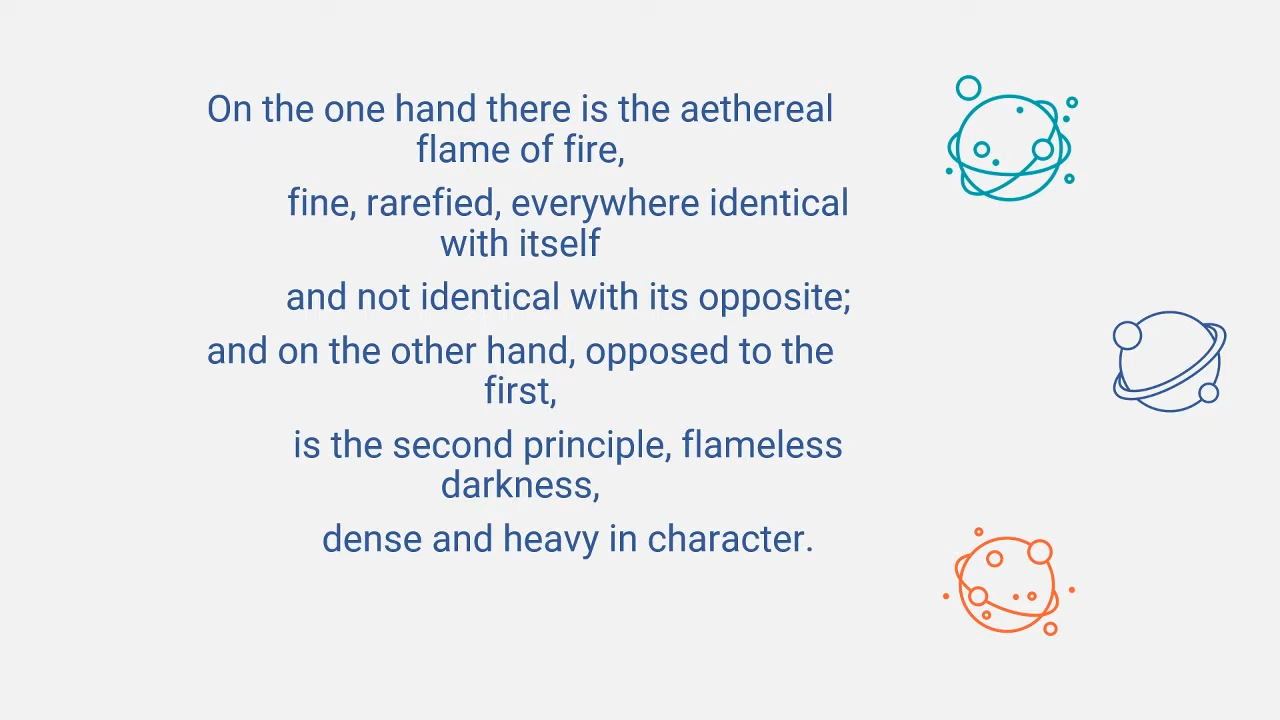 On the one hand there is the aethereal
flame of fire,
fine, rarefied, everywhere identical
with itself
and not identical with its opposite;
and on the other hand, opposed to the
first,
is the second principle, flameless
darkness,
dense and heavy in character.